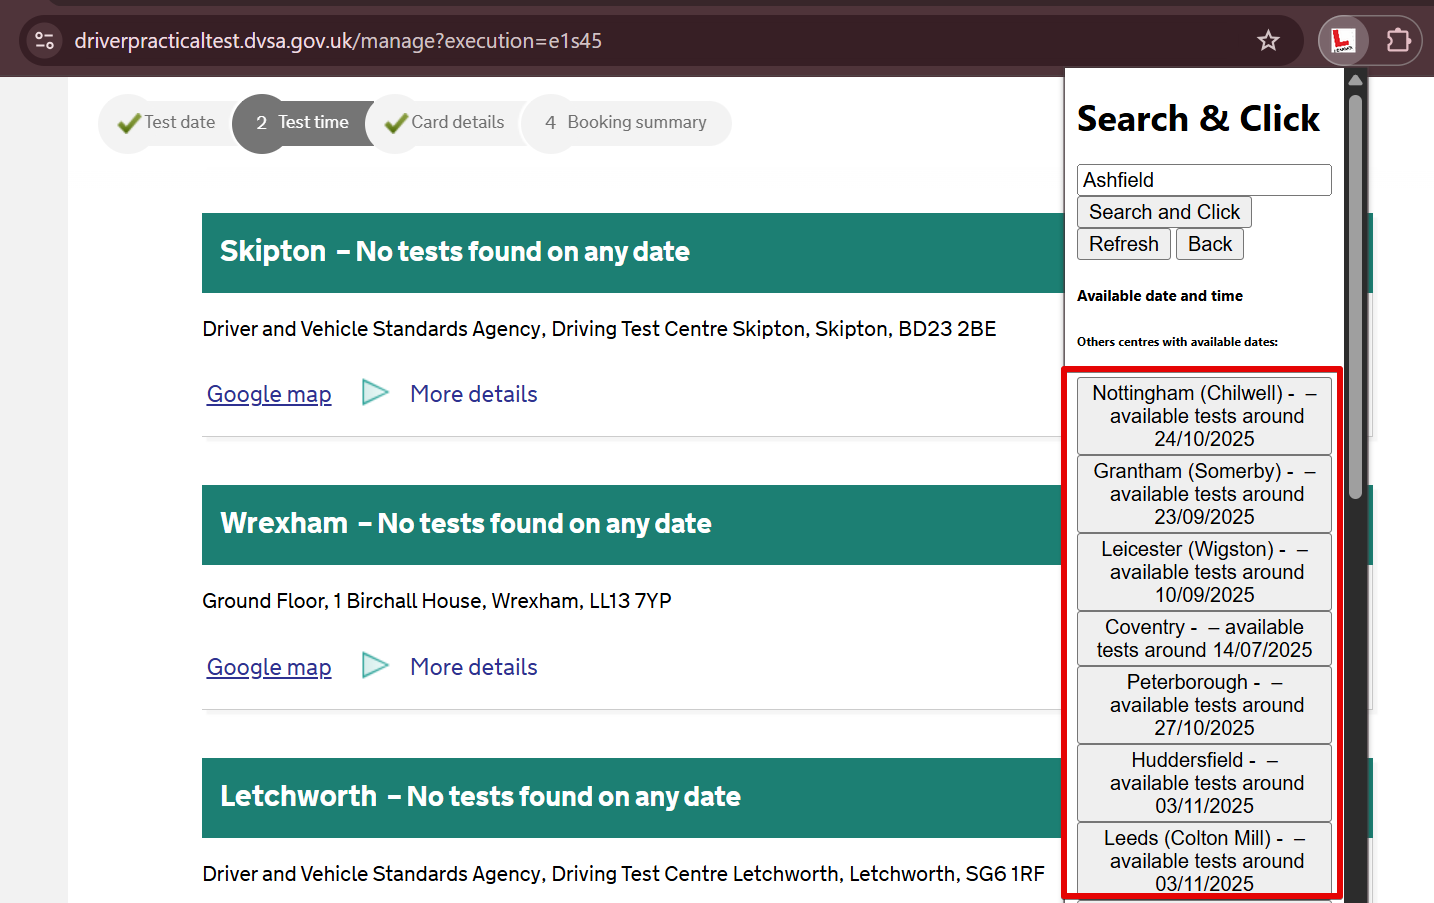 driverpracticaltest.dvsa.gov.uk/manage?execution=e1s45
Test date
2 Test time
Card details
4 Booking summary
Skipton – No tests found on any date
Driver and Vehicle Standards Agency, Driving Test Centre Skipton, Skipton, BD23 2BE
Google map
More details
Wrexham – No tests found on any date
Ground Floor, 1 Birchall House, Wrexham, LL13 7YP
Google map
More details
Letchworth – No tests found on any date
Driver and Vehicle Standards Agency, Driving Test Centre Letchworth, Letchworth, SG6 1RF
Search & Click
Ashfield
Search and Click
Refresh
Back
Available date and time
Others centres with available dates:
Nottingham (Chilwell) - –
available tests around
24/10/2025
Grantham (Somerby) - –
available tests around
23/09/2025
Leicester (Wigston) - –
available tests around
10/09/2025
Coventry - – available
tests around 14/07/2025
Peterborough - –
available tests around
27/10/2025
Huddersfield - –
available tests around
03/11/2025
Leeds (Colton Mill) - –
available tests around
03/11/2025